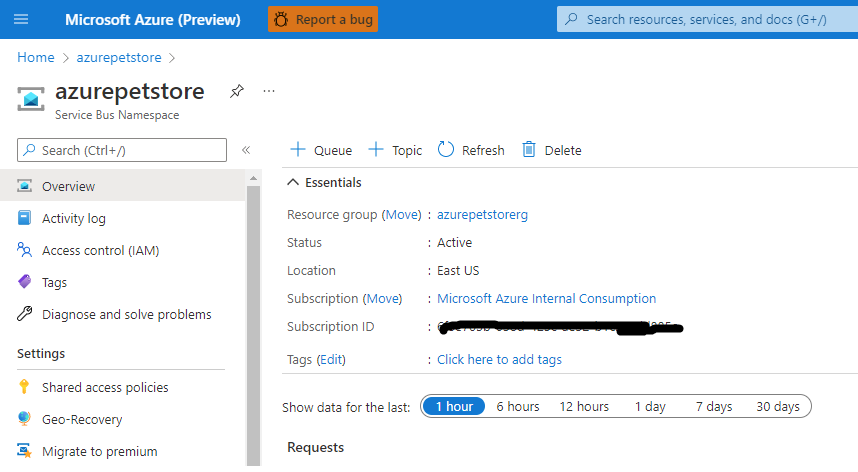 Microsoft Azure (Preview) Report a bug Search resources, services, and docs (G+/)
Home > azurepetstore >
azurepetstore
Service Bus Namespace
Search (Ctrl+/)
Overview
Activity log
Access control (IAM)
Tags
Diagnose and solve problems
Settings
Shared access policies
Geo-Recovery
Migrate to premium
Queue Topic Refresh Delete
Essentials
Resource group (Move) : azurepetstorerg
Status : Active
Location : East US
Subscription (Move) : Microsoft Azure Internal Consumption
Subscription ID :
Tags (Edit) : Click here to add tags
Show data for the last: 1 hour 6 hours 12 hours 1 day 7 days 30 days
Requests